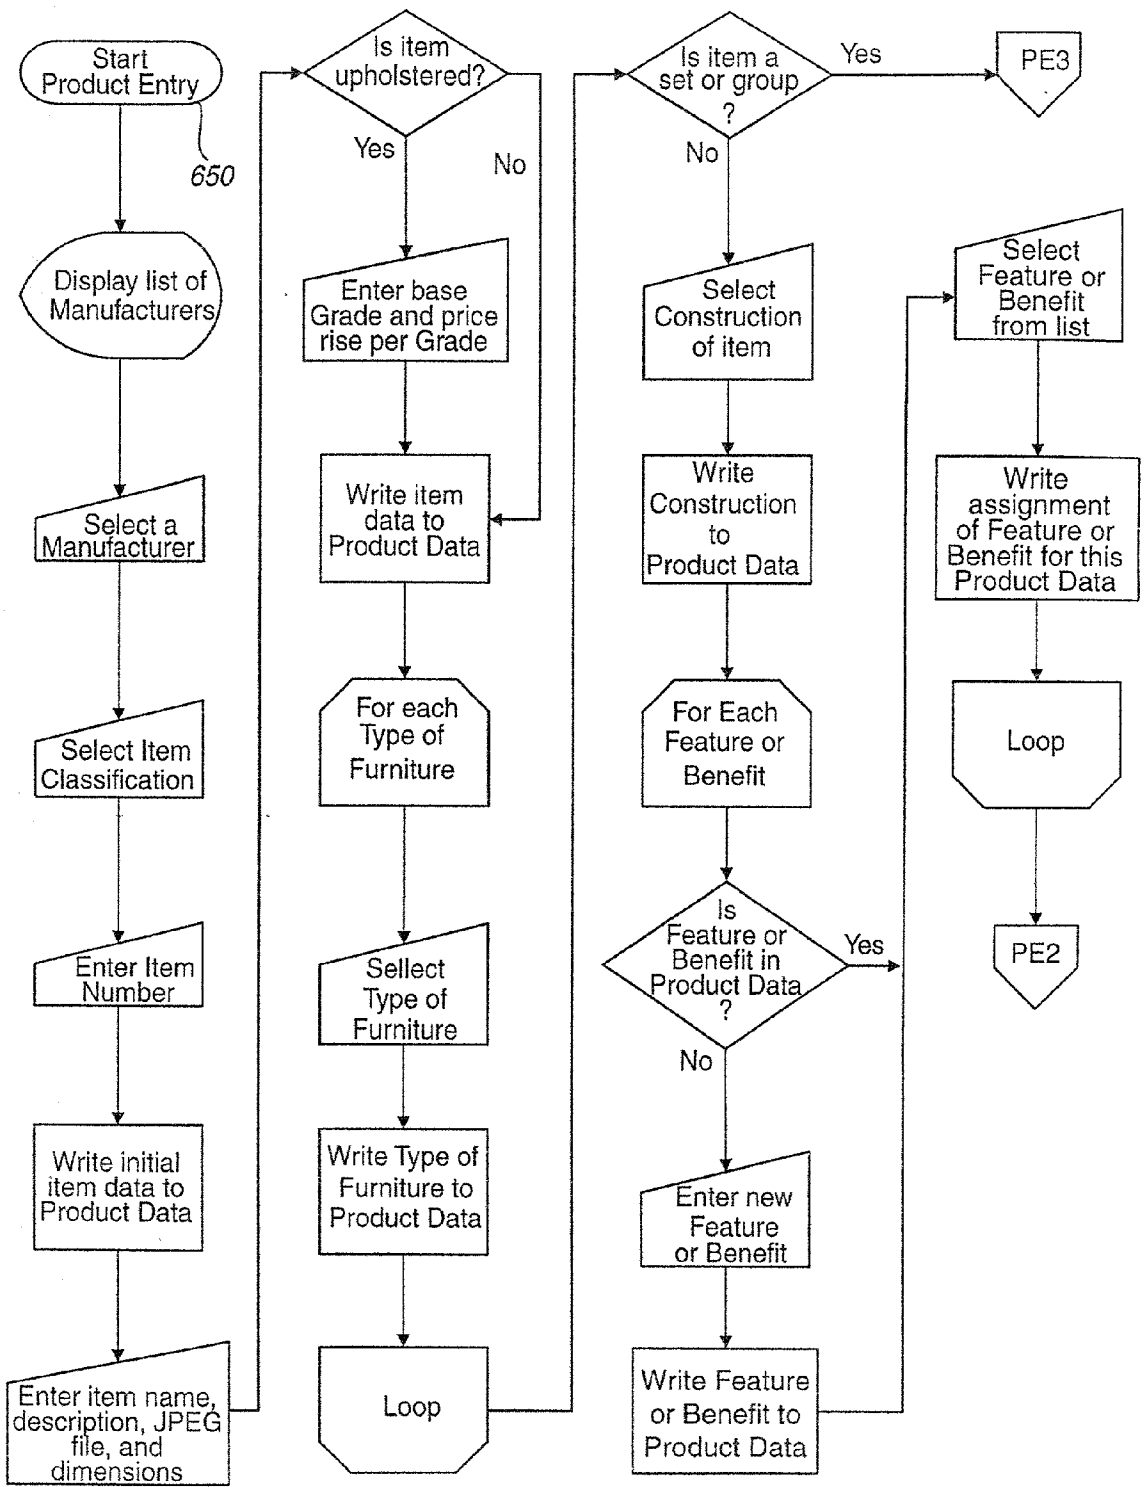 Start
Product Entry
650
Display list of
Manufacturers
Select a
Manufacturer
Select Item
Classification
Enter Item
Number
Write initial
item data to
Product Data
Enter item name,
description, JPEG
file, and
dimensions
Is item
upholstered?
Yes
No
Enter base
Grade and price
rise per Grade
Write item
data to
Product Data
For each
Type of
Furniture
Sellect
Type of
Furniture
Write Type of
Furniture to
Product Data
Loop
Is item a
set or group
?
Yes
No
PE3
Select
Construction
of item
Write
Construction
to
Product Data
For Each
Feature or
Benefit
Is
Feature or
Benefit in
Product Data
?
Yes
No
Enter new
Feature
or Benefit
Write Feature
or Benefit to
Product Data
Select
Feature or
Benefit
from list
Write
assignment
of Feature or
Benefit for this
Product Data
Loop
PE2